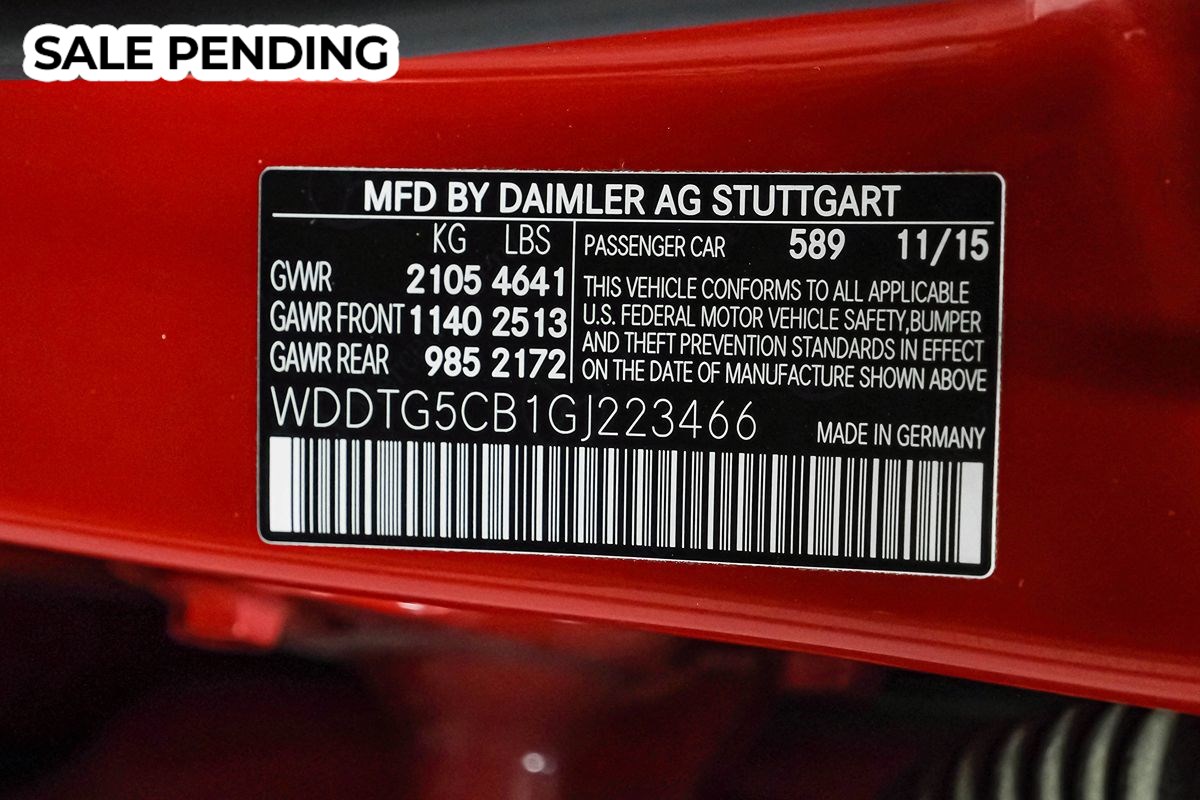 SALE PENDING
MFD BY DAIMLER AG STUTTGART
KG LBS
GVWR 2105 4641
GAWR FRONT 1140 2513
GAWR REAR 985 2172
PASSENGER CAR 589 11/15
THIS VEHICLE CONFORMS TO ALL APPLICABLE
U.S. FEDERAL MOTOR VEHICLE SAFETY,BUMPER
AND THEFT PREVENTION STANDARDS IN EFFECT
ON THE DATE OF MANUFACTURE SHOWN ABOVE
WDDTG5CB1GJ223466
MADE IN GERMANY